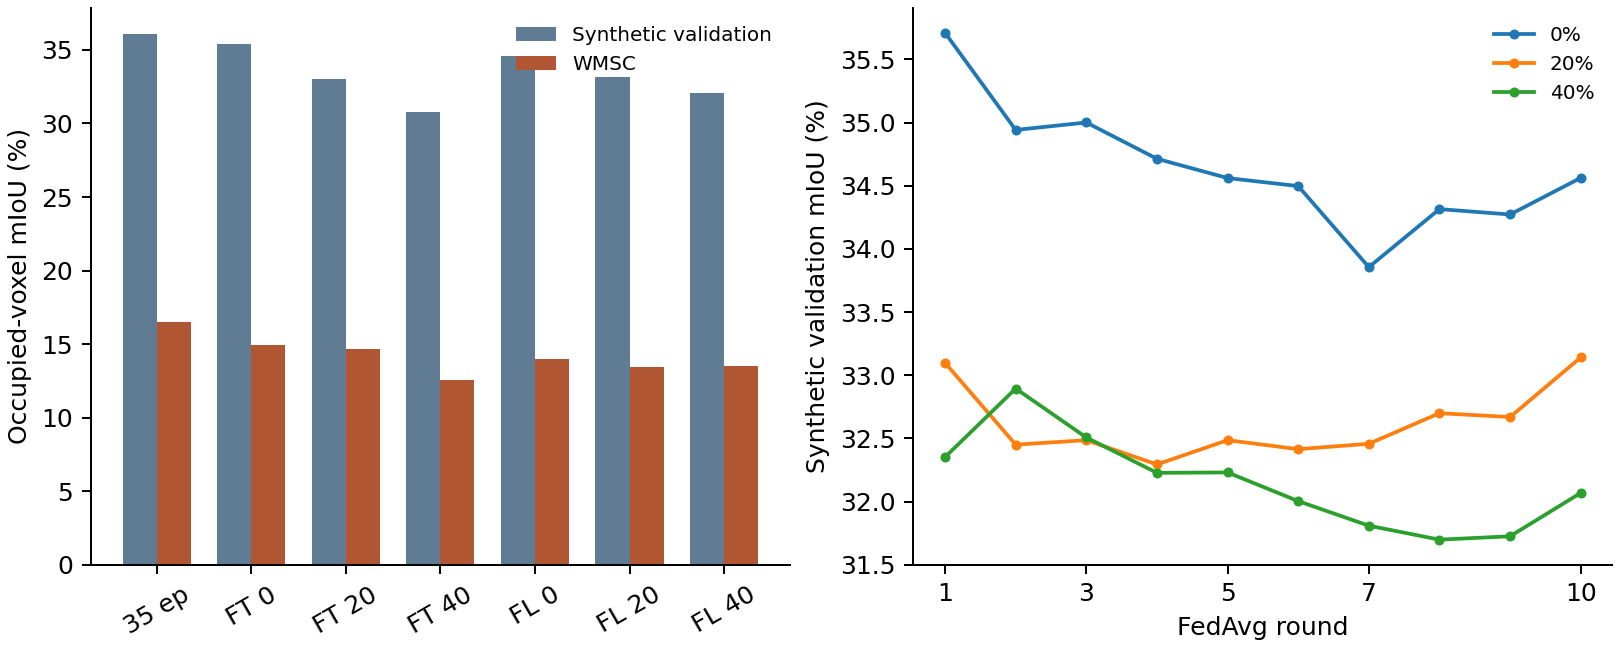 Occupied-voxel mIoU (%)
35
30
25
20
15
10
5
0
Synthetic validation
WMSC
35 ep
FT 0
FT 20
FT 40
FL 0
FL 20
FL 40
Synthetic validation mIoU (%)
35.5
35.0
34.5
34.0
33.5
33.0
32.5
32.0
31.5
0%
20%
40%
1
3
5
7
10
FedAvg round